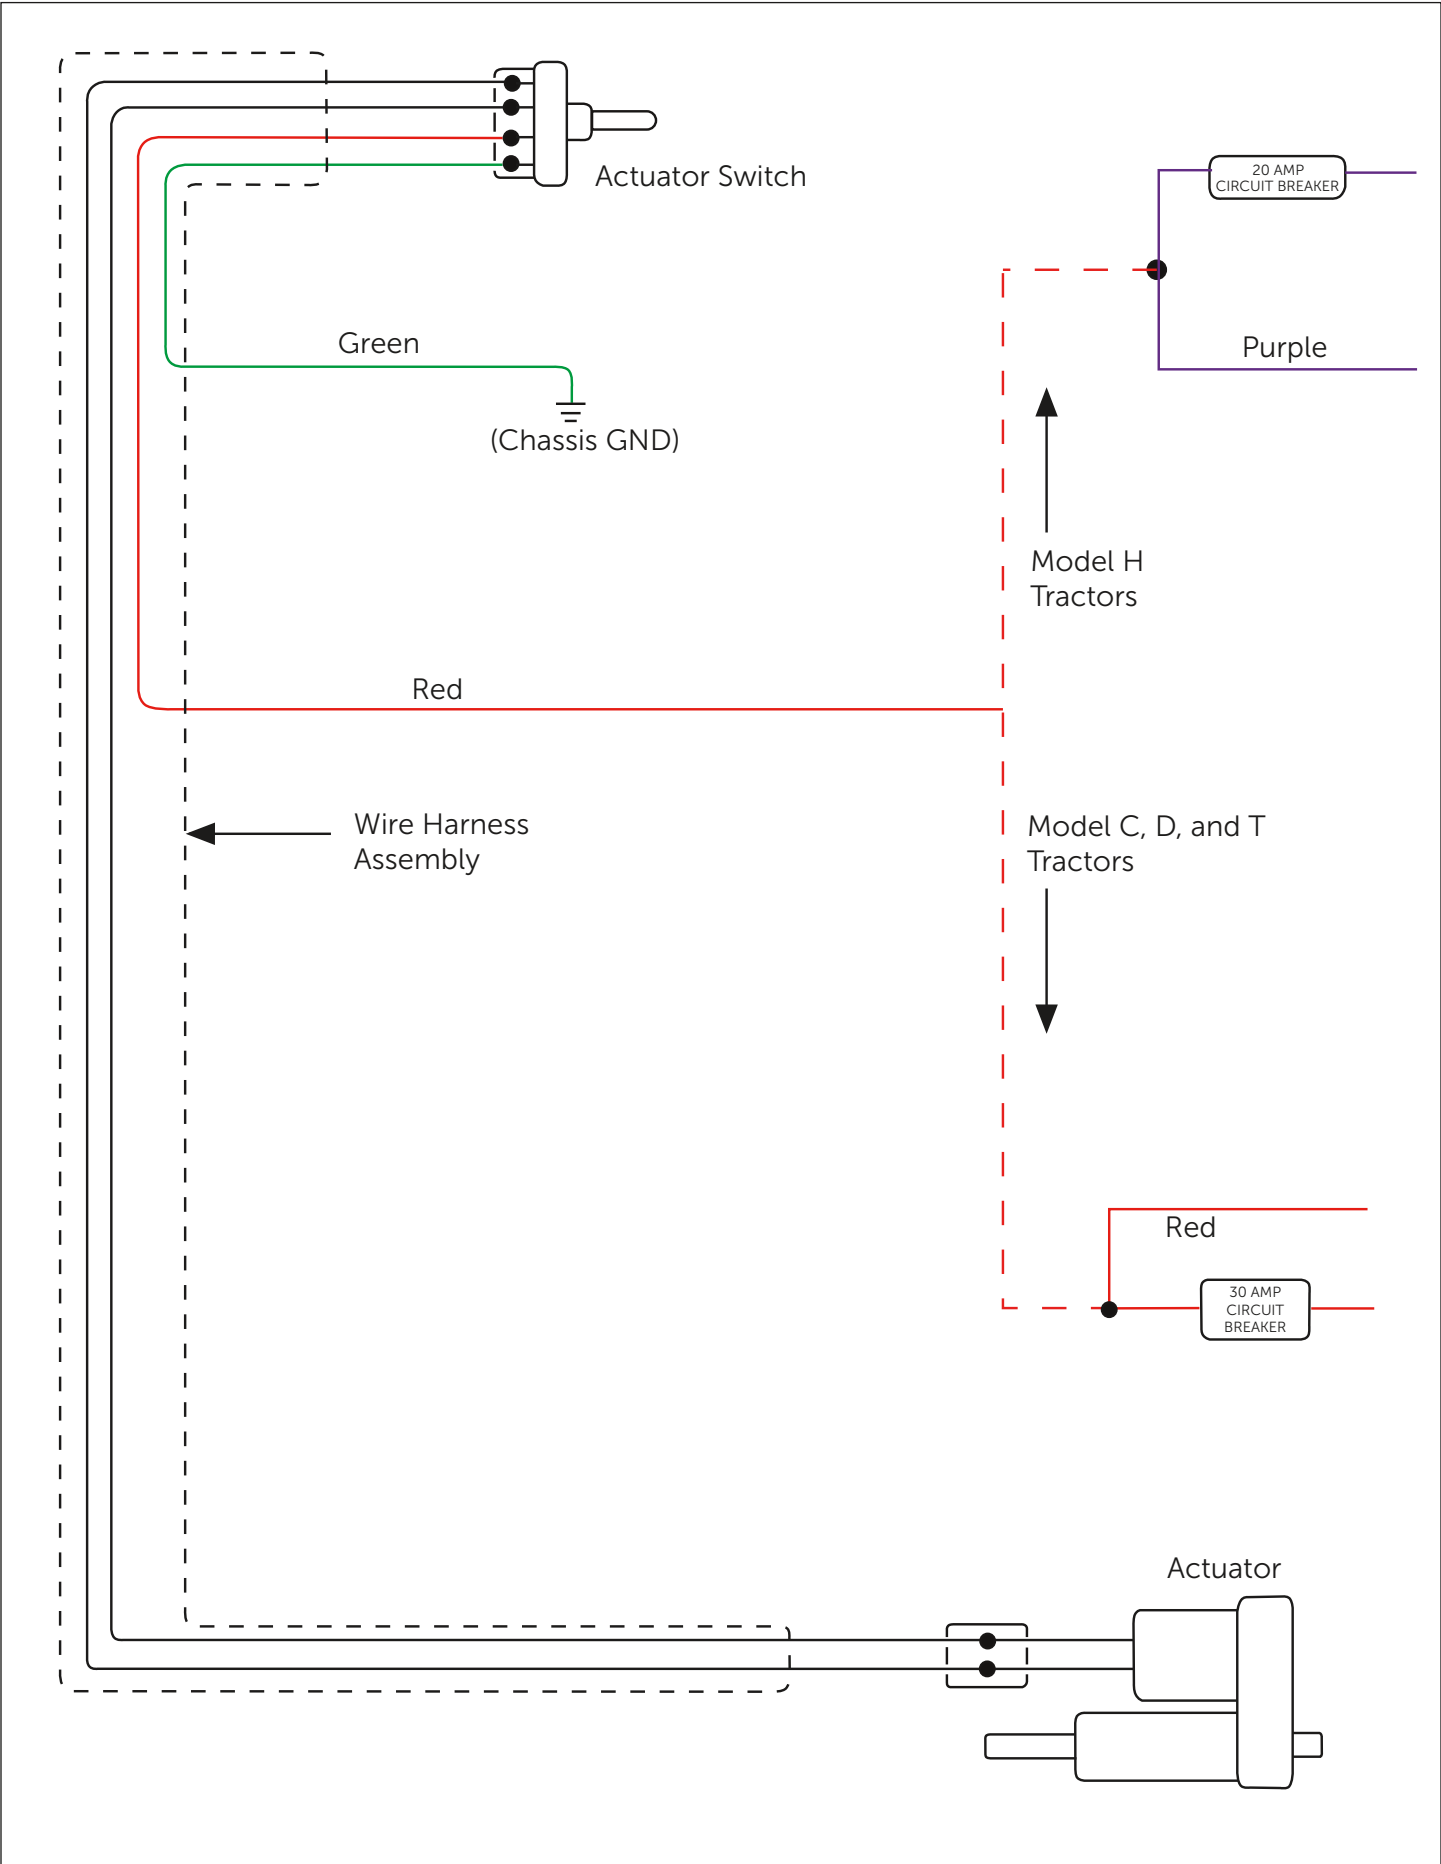 Actuator Switch
20 AMP
CIRCUIT BREAKER
Green
Purple
(Chassis GND)
Model H
Tractors
Red
Wire Harness
Assembly
Model C, D, and T
Tractors
Red
30 AMP
CIRCUIT
BREAKER
Actuator